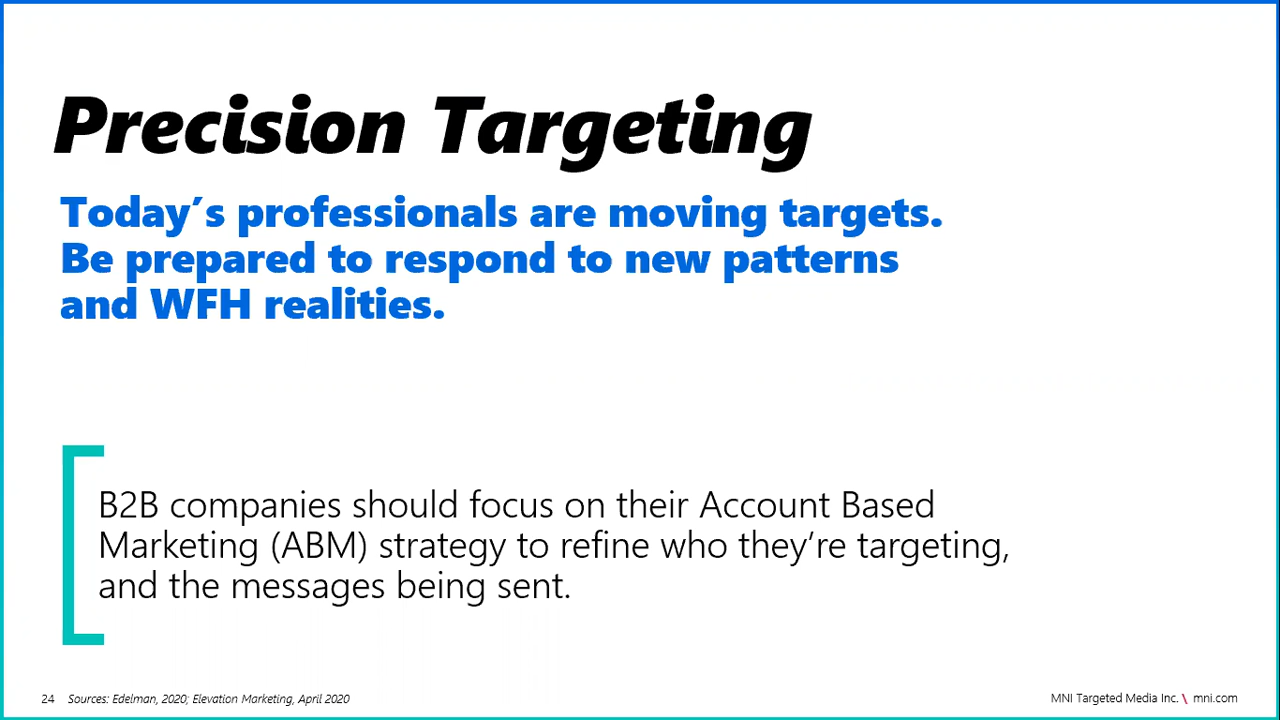 Precision Targeting
Today’s professionals are moving targets.
Be prepared to respond to new patterns
and WFH realities.
B2B companies should focus on their Account Based
Marketing (ABM) strategy to refine who they’re targeting,
and the messages being sent.
24 Sources: Edelman, 2020; Elevation Marketing, April 2020
MNI Targeted Media Inc. \ mni.com